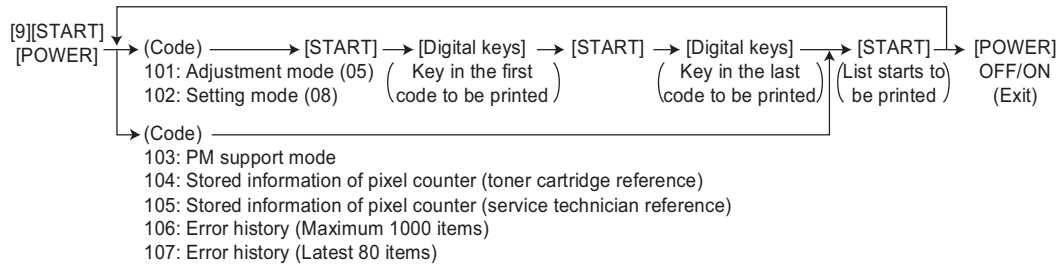 [9][START]
[POWER]
(Code) [START] [Digital keys] [START] [Digital keys] [START] [POWER]
101: Adjustment mode (05) (Key in the first (Key in the last (List starts to OFF/ON
102: Setting mode (08) code to be printed) code to be printed) be printed) (Exit)
(Code)
103: PM support mode
104: Stored information of pixel counter (toner cartridge reference)
105: Stored information of pixel counter (service technician reference)
106: Error history (Maximum 1000 items)
107: Error history (Latest 80 items)